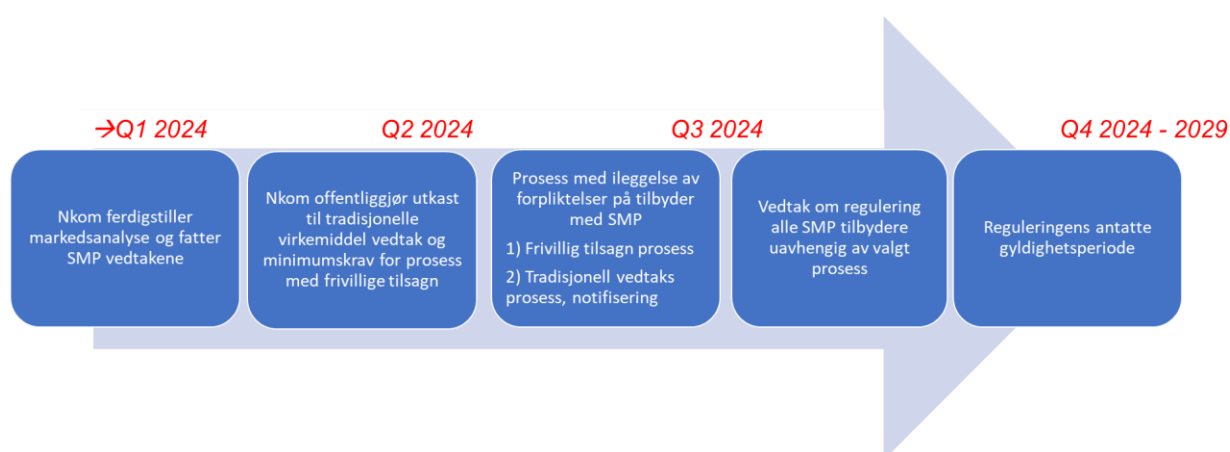 →Q1 2024
Q2 2024
Q3 2024
Q4 2024 - 2029
Nkom ferdigstiller
markedsanalyse og fatter
SMP vedtakene
Nkom offentliggjør utkast
til tradisjonelle
virkemiddel vedtak og
minimumskrav for prosess
med frivillige tilsagn
Prosess med ileggelse av
forpliktelser på tilbyder
med SMP
1) Frivillig tilsagn prosess
2) Tradisjonell vedtaks
prosess, notifisering
Vedtak om regulering
alle SMP tilbydere
uavhengig av valgt
prosess
Reguleringens antatte
gyldighetsperiode